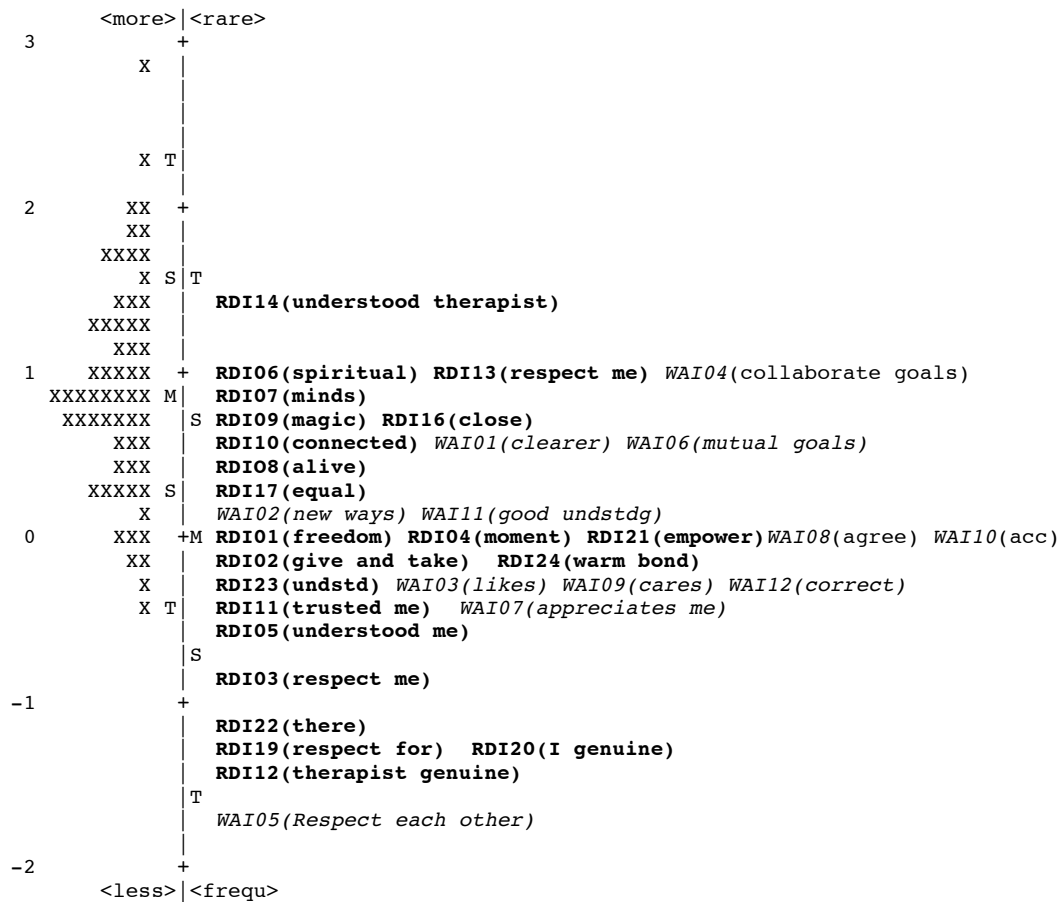 <more>|<rare>
3 +
X |
|
|
|
|
X T|
|
2 XX +
XX |
XXXX |
X S|T
XXX | RDI14(understood therapist)
XXXXX |
XXX |
1 XXXXX + RDI06(spiritual) RDI13(respect me) WAI04(collaborate goals)
XXXXXXXX M| RDI07(minds)
XXXXXXX |S RDI09(magic) RDI16(close)
XXX | RDI10(connected) WAI01(clearer) WAI06(mutual goals)
XXX | RDIO8(alive)
XXXXX S| RDI17(equal)
X | WAI02(new ways) WAI11(good undstdg)
0 XXX +M RDI01(freedom) RDI04(moment) RDI21(empower)WAI08(agree) WAI10(acc)
XX | RDI02(give and take) RDI24(warm bond)
X | RDI23(undstd) WAI03(likes) WAI09(cares) WAI12(correct)
X T| RDI11(trusted me) WAI07(appreciates me)
| RDI05(understood me)
|S
| RDI03(respect me)
-1 +
| RDI22(there)
| RDI19(respect for) RDI20(I genuine)
| RDI12(therapist genuine)
|T
| WAI05(Respect each other)
|
-2 +
<less>|<frequ>